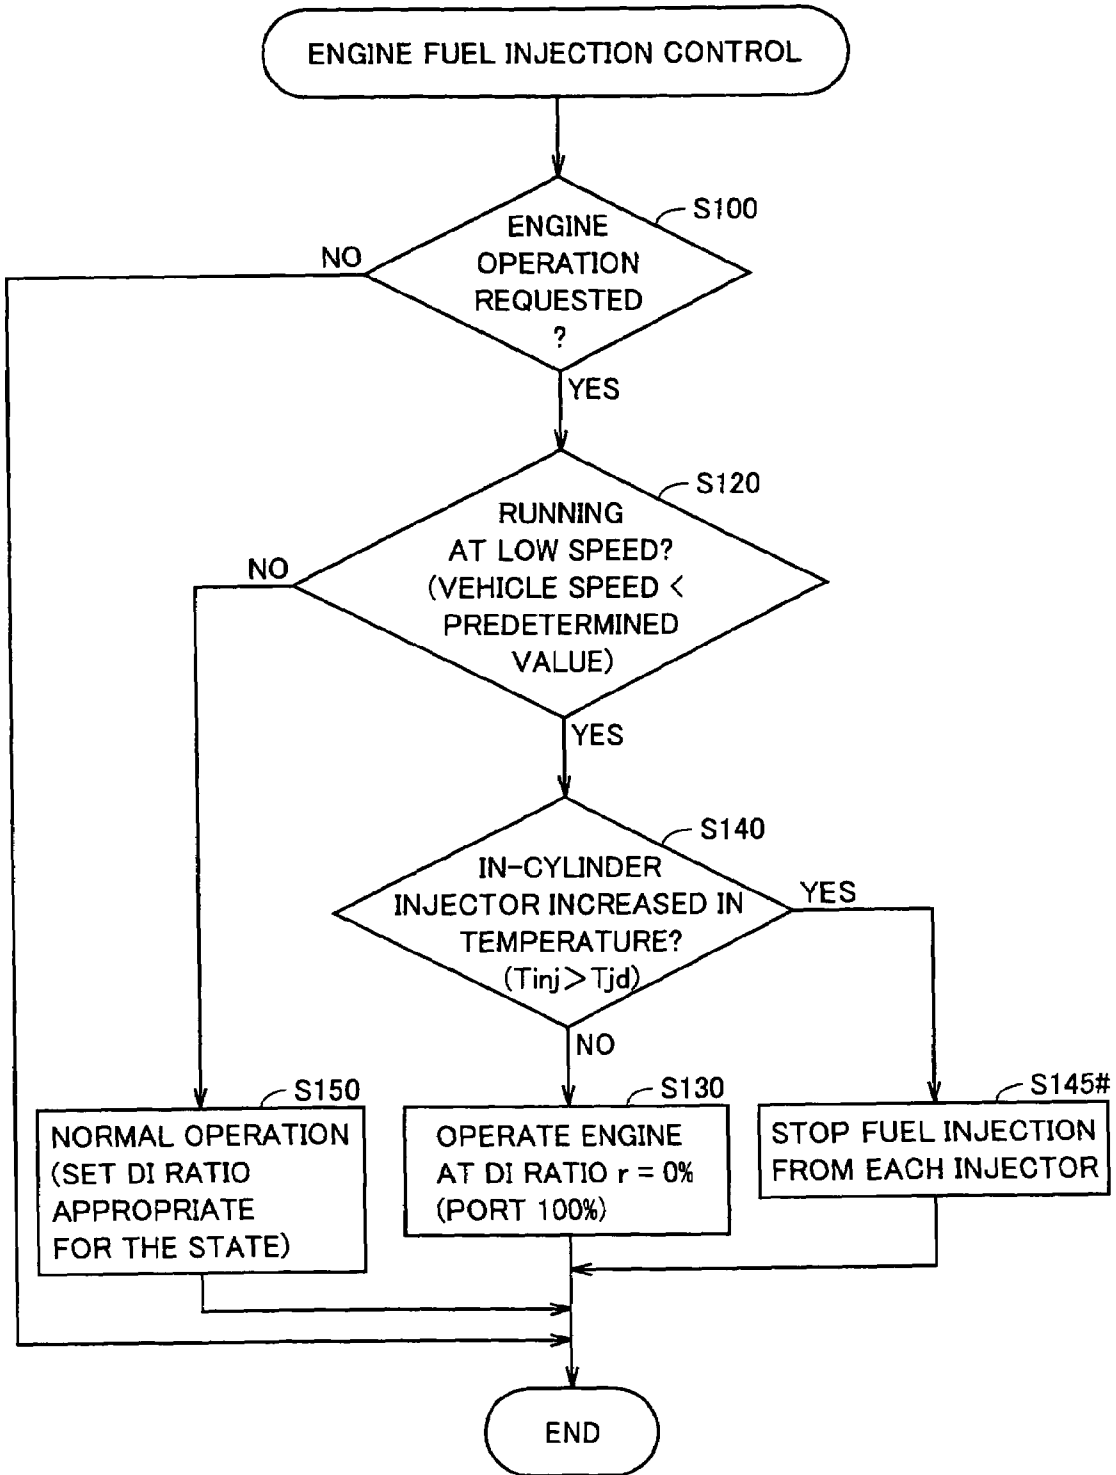 ENGINE FUEL INJECTION CONTROL
S100
ENGINE
OPERATION
REQUESTED
?
NO
YES
S120
RUNNING
AT LOW SPEED?
(VEHICLE SPEED <
PREDETERMINED
VALUE)
NO
YES
S140
IN-CYLINDER
INJECTOR INCREASED IN
TEMPERATURE?
(Tinj>Tjd)
YES
NO
S150
NORMAL OPERATION
(SET DI RATIO
APPROPRIATE
FOR THE STATE)
S130
OPERATE ENGINE
AT DI RATIO r = 0%
(PORT 100%)
S145#
STOP FUEL INJECTION
FROM EACH INJECTOR
END